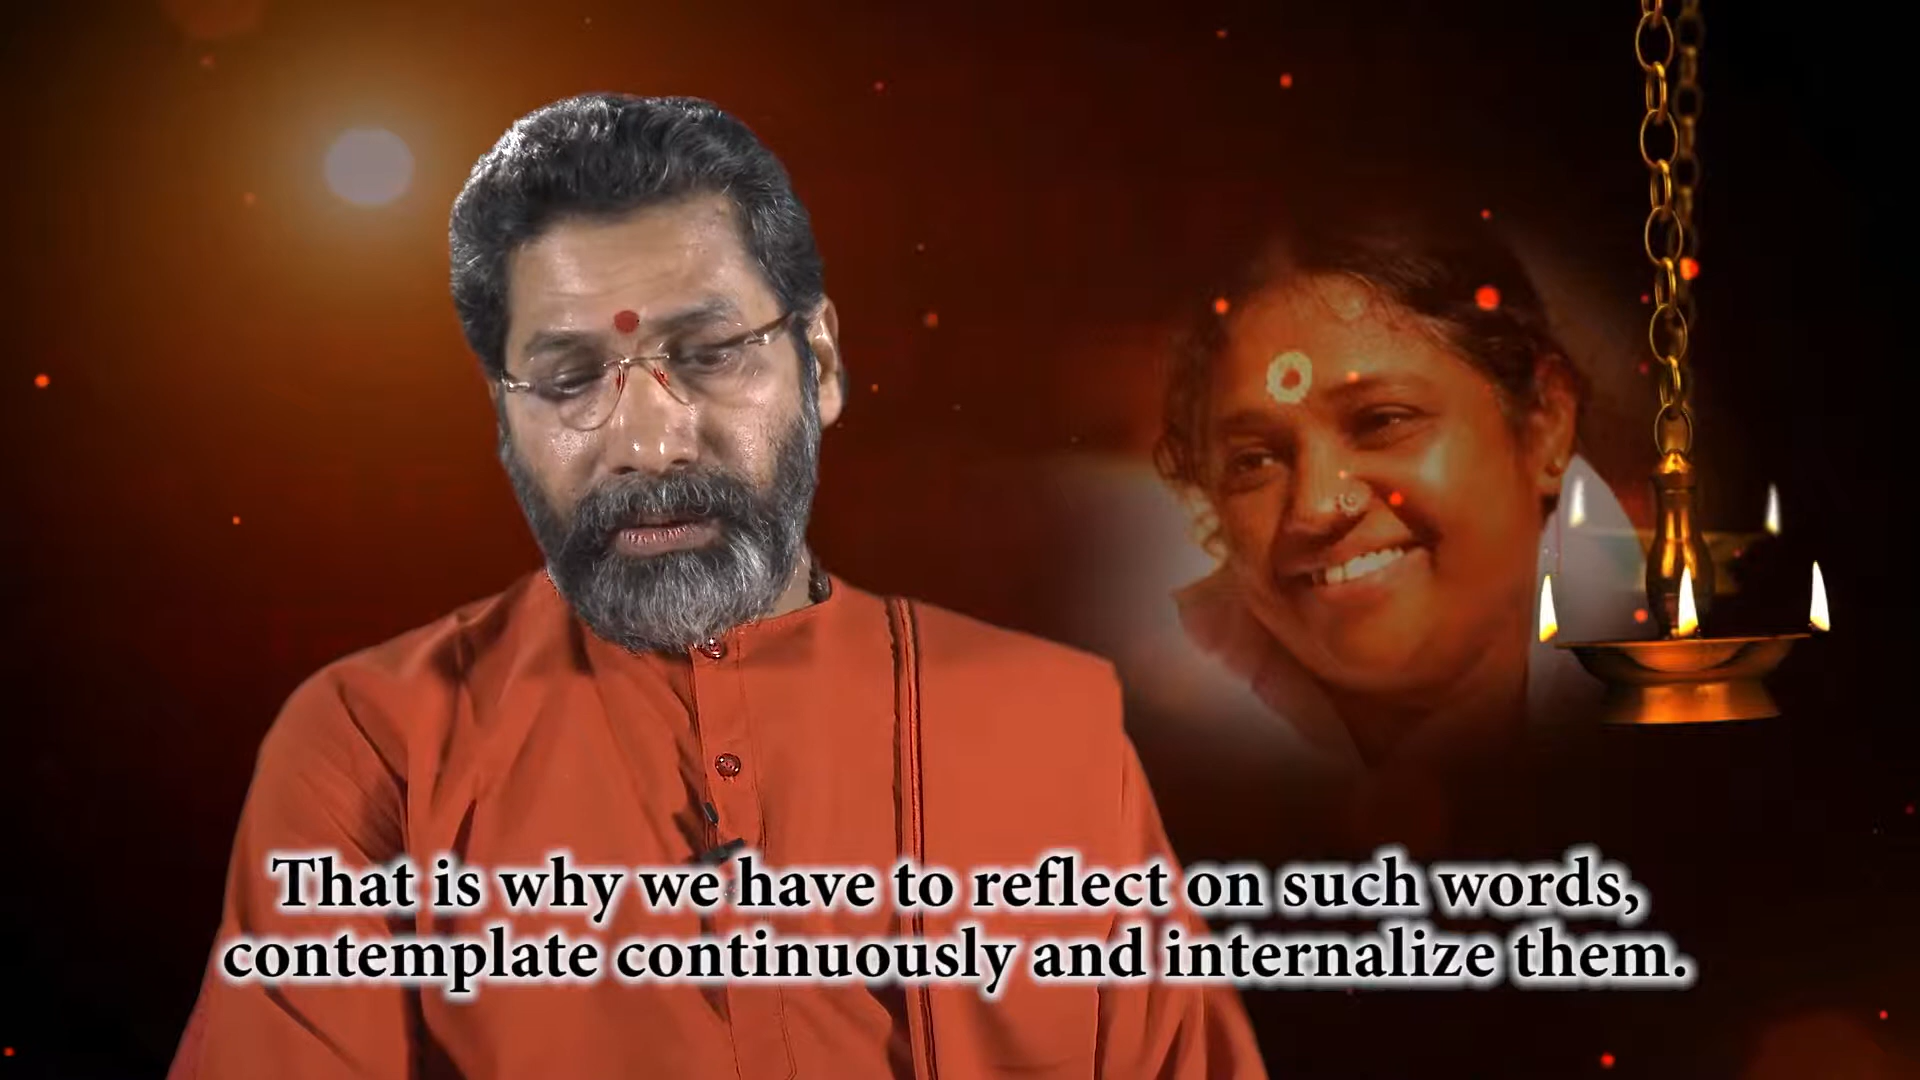 That is why we have to reflect on such words,
contemplate continuously and internalize them.